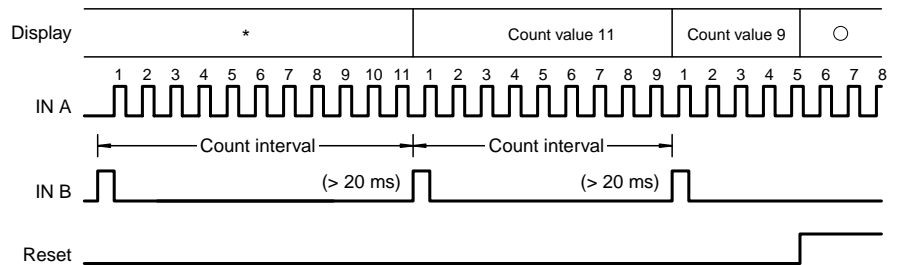 Display * Count value 11 Count value 9 ○
1 2 3 4 5 6 7 8 9 10 11 1 2 3 4 5 6 7 8 9 1 2 3 4 5 6 7 8
IN A
Count interval Count interval
IN B (> 20 ms) (> 20 ms)
Reset